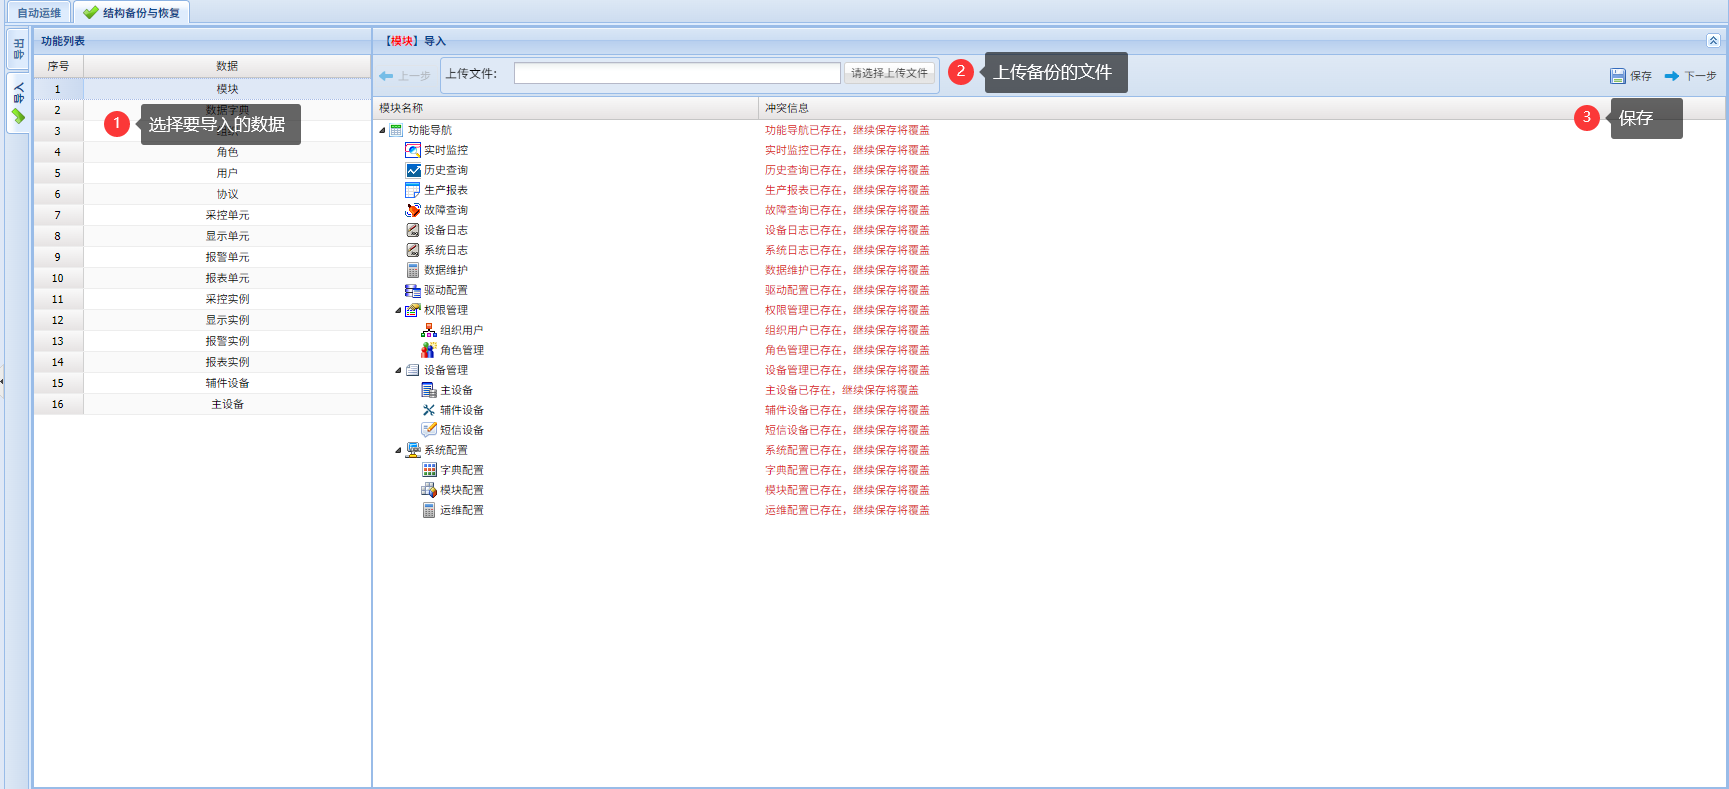 自动运维
结构备份与恢复
导出
导入
功能列表
序号 数据
1 模块
2 数据字典
3 组织
4 角色
5 用户
6 协议
7 采控单元
8 显示单元
9 报警单元
10 报表单元
11 采控实例
12 显示实例
13 报警实例
14 报表实例
15 辅件设备
16 主设备
1 选择要导入的数据
【模块】导入
上一步 上传文件: 请选择上传文件
2 上传备份的文件
保存 下一步
3 保存
模块名称 冲突信息
功能导航 功能导航已存在，继续保存将覆盖
实时监控 实时监控已存在，继续保存将覆盖
历史查询 历史查询已存在，继续保存将覆盖
生产报表 生产报表已存在，继续保存将覆盖
故障查询 故障查询已存在，继续保存将覆盖
设备日志 设备日志已存在，继续保存将覆盖
系统日志 系统日志已存在，继续保存将覆盖
数据维护 数据维护已存在，继续保存将覆盖
驱动配置 驱动配置已存在，继续保存将覆盖
权限管理 权限管理已存在，继续保存将覆盖
组织用户 组织用户已存在，继续保存将覆盖
角色管理 角色管理已存在，继续保存将覆盖
设备管理 设备管理已存在，继续保存将覆盖
主设备 主设备已存在，继续保存将覆盖
辅件设备 辅件设备已存在，继续保存将覆盖
短信设备 短信设备已存在，继续保存将覆盖
系统配置 系统配置已存在，继续保存将覆盖
字典配置 字典配置已存在，继续保存将覆盖
模块配置 模块配置已存在，继续保存将覆盖
运维配置 运维配置已存在，继续保存将覆盖